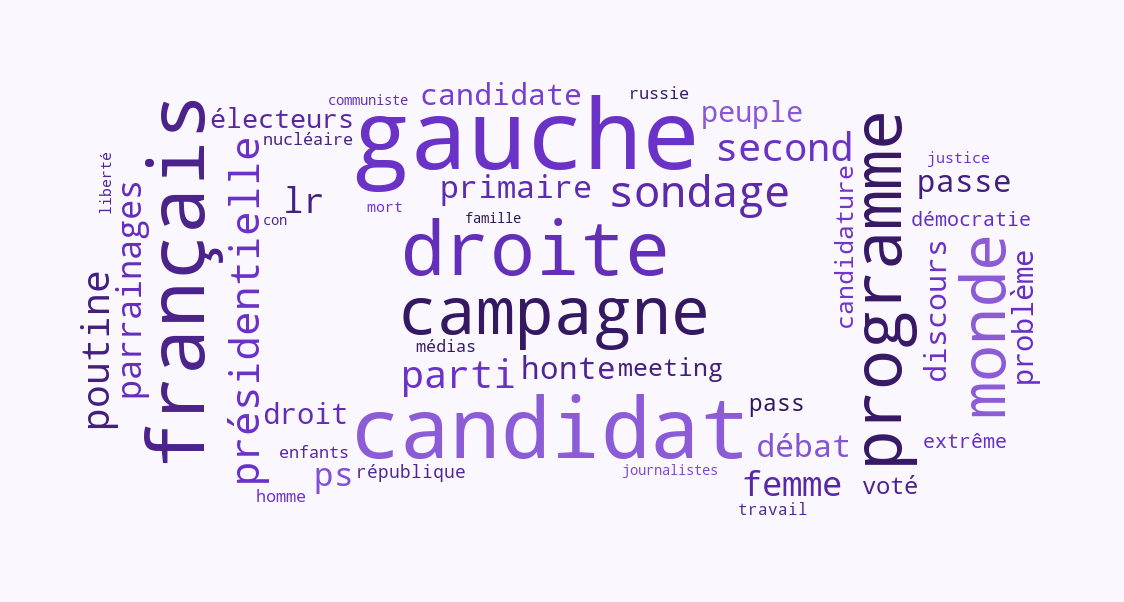 communiste
candidate
russie
électeurs
gauche
peuple
nucléaire
second
primaire
sondage
lr
mort
con
famille
droite
campagne
médias
parti
honte
meeting
candidat
pass
droit
débat
enfants
ps
république
journalistes
femme
homme
travail
liberté
parrainages
poutine
français
présidentielle
candidature
programme
justice
passe
démocratie
discours
monde
problème
extrême
voté